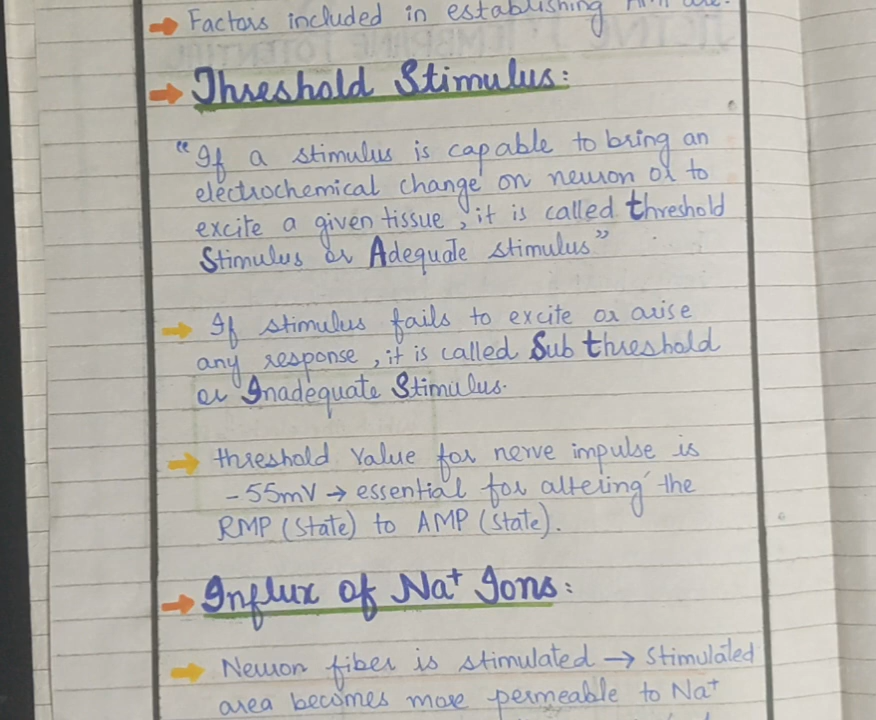 → Factors included in establishing AMP are:
→ Threshold Stimulus:
"If a stimulus is capable to bring an
electrochemical change on neuron or to
excite a given tissue, it is called threshold
Stimulus or Adequate stimulus"
→ If stimulus fails to excite or arise
any response, it is called Sub threshold
or Inadequate Stimulus.
→ threshold Value for nerve impulse is
-55mV → essential for altering the
RMP (State) to AMP (State).
→ Influx of Na⁺ Ions:
→ Neuron fiber is stimulated → Stimulated
area becomes more permeable to Na⁺